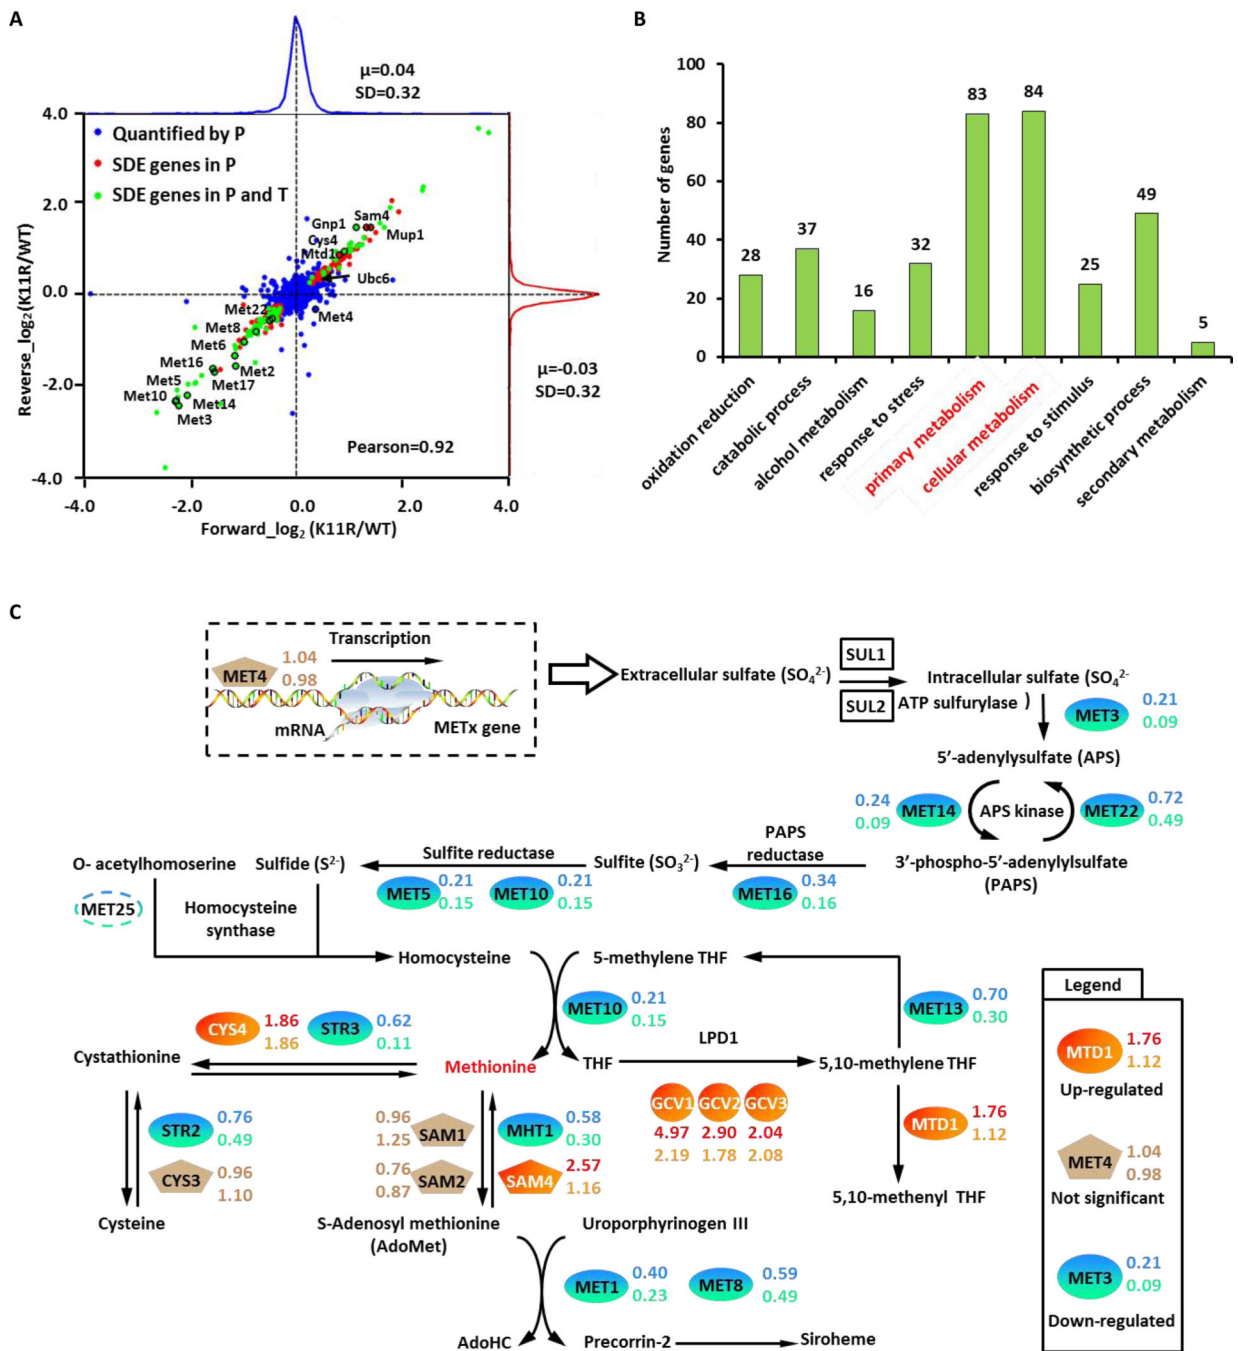 A
μ=0.04
SD=0.32
4.0
2.0
0.0
-2.0
-4.0
Reverse_log2 (K11R/WT)
Quantified by P
SDE genes in P
SDE genes in P and T
Gnp1
Sam4
Mup1
Cys4
Mtd1
Ubc6
Met4
Met22
Met8
Met6
Met16
Met2
Met5
Met17
Met10
Met14
Met3
Pearson=0.92
μ=-0.03
SD=0.32
-4.0 -2.0 0.0 2.0 4.0
Forward_log2 (K11R/WT)
B
Number of genes
100
80
60
40
20
0
28
37
16
32
83
84
25
49
5
oxidation reduction
catabolic process
alcohol metabolism
response to stress
primary metabolism
cellular metabolism
response to stimulus
biosynthetic process
secondary metabolism
C
Transcription
MET4
1.04
0.98
mRNA
METx gene
Extracellular sulfate (SO₄²⁻)
SUL1
SUL2
Intracellular sulfate (SO₄²⁻
ATP sulfurylase )
MET3
0.21
0.09
5′-adenylysulfate (APS)
0.24
0.09
MET14
APS kinase
MET22
0.72
0.49
3′-phospho-5′-adenylylsulfate
(PAPS)
PAPS
reductase
MET16
0.34
0.16
Sulfite (SO₃²⁻)
Sulfite reductase
MET5
0.21
0.15
MET10
0.21
0.15
Sulfide (S²⁻)
O- acetylhomoserine
MET25
Homocysteine
synthase
Homocysteine
5-methylene THF
MET10
0.21
0.15
MET13
0.70
0.30
CYS4
1.86
1.86
STR3
0.62
0.11
Cystathionine
Methionine
THF
LPD1
5,10-methylene THF
GCV1
GCV2
GCV3
4.97
2.90
2.04
2.19
1.78
2.08
MTD1
1.76
1.12
5,10-methenyl THF
STR2
0.76
0.49
CYS3
0.96
1.10
Cysteine
0.96
1.25
SAM1
0.76
0.87
SAM2
MHT1
0.58
0.30
SAM4
2.57
1.16
S-Adenosyl methionine
(AdoMet)
Uroporphyrinogen III
MET1
0.40
0.23
MET8
0.59
0.49
AdoHC
Precorrin-2
Siroheme
Legend
MTD1
1.76
1.12
Up-regulated
MET4
1.04
0.98
Not significant
MET3
0.21
0.09
Down-regulated